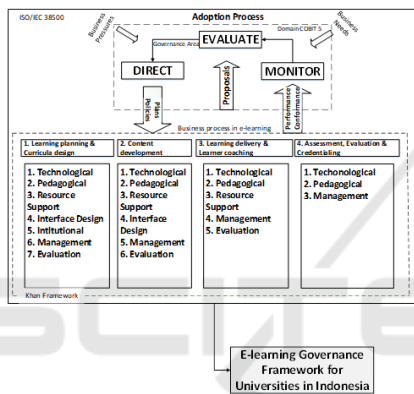 ISO/IEC 38500
Adoption Process
Business
Pressures
Business
Needs
Governance Area
Domain COBIT 5
EVALUATE
DIRECT
MONITOR
Plans
Policies
Proposals
Performance
Conformance
Business process in e-learning
1. Learning planning &
Curricula design
2. Content
development
3. Learning delivery &
Learner coaching
4. Assessment, Evaluation &
Credentialing
1. Technological
2. Pedagogical
3. Resource
Support
4. Interface Design
5. Intitutional
6. Management
7. Evaluation
1. Technological
2. Pedagogical
3. Resource
Support
4. Interface
Design
5. Management
6. Evaluation
1. Technological
2. Pedagogical
3. Resource
Support
4. Management
5. Evaluation
1. Techonological
2. Pedagogical
3. Management
Khan Framework
E-learning Governance
Framework for
Universities in Indonesia